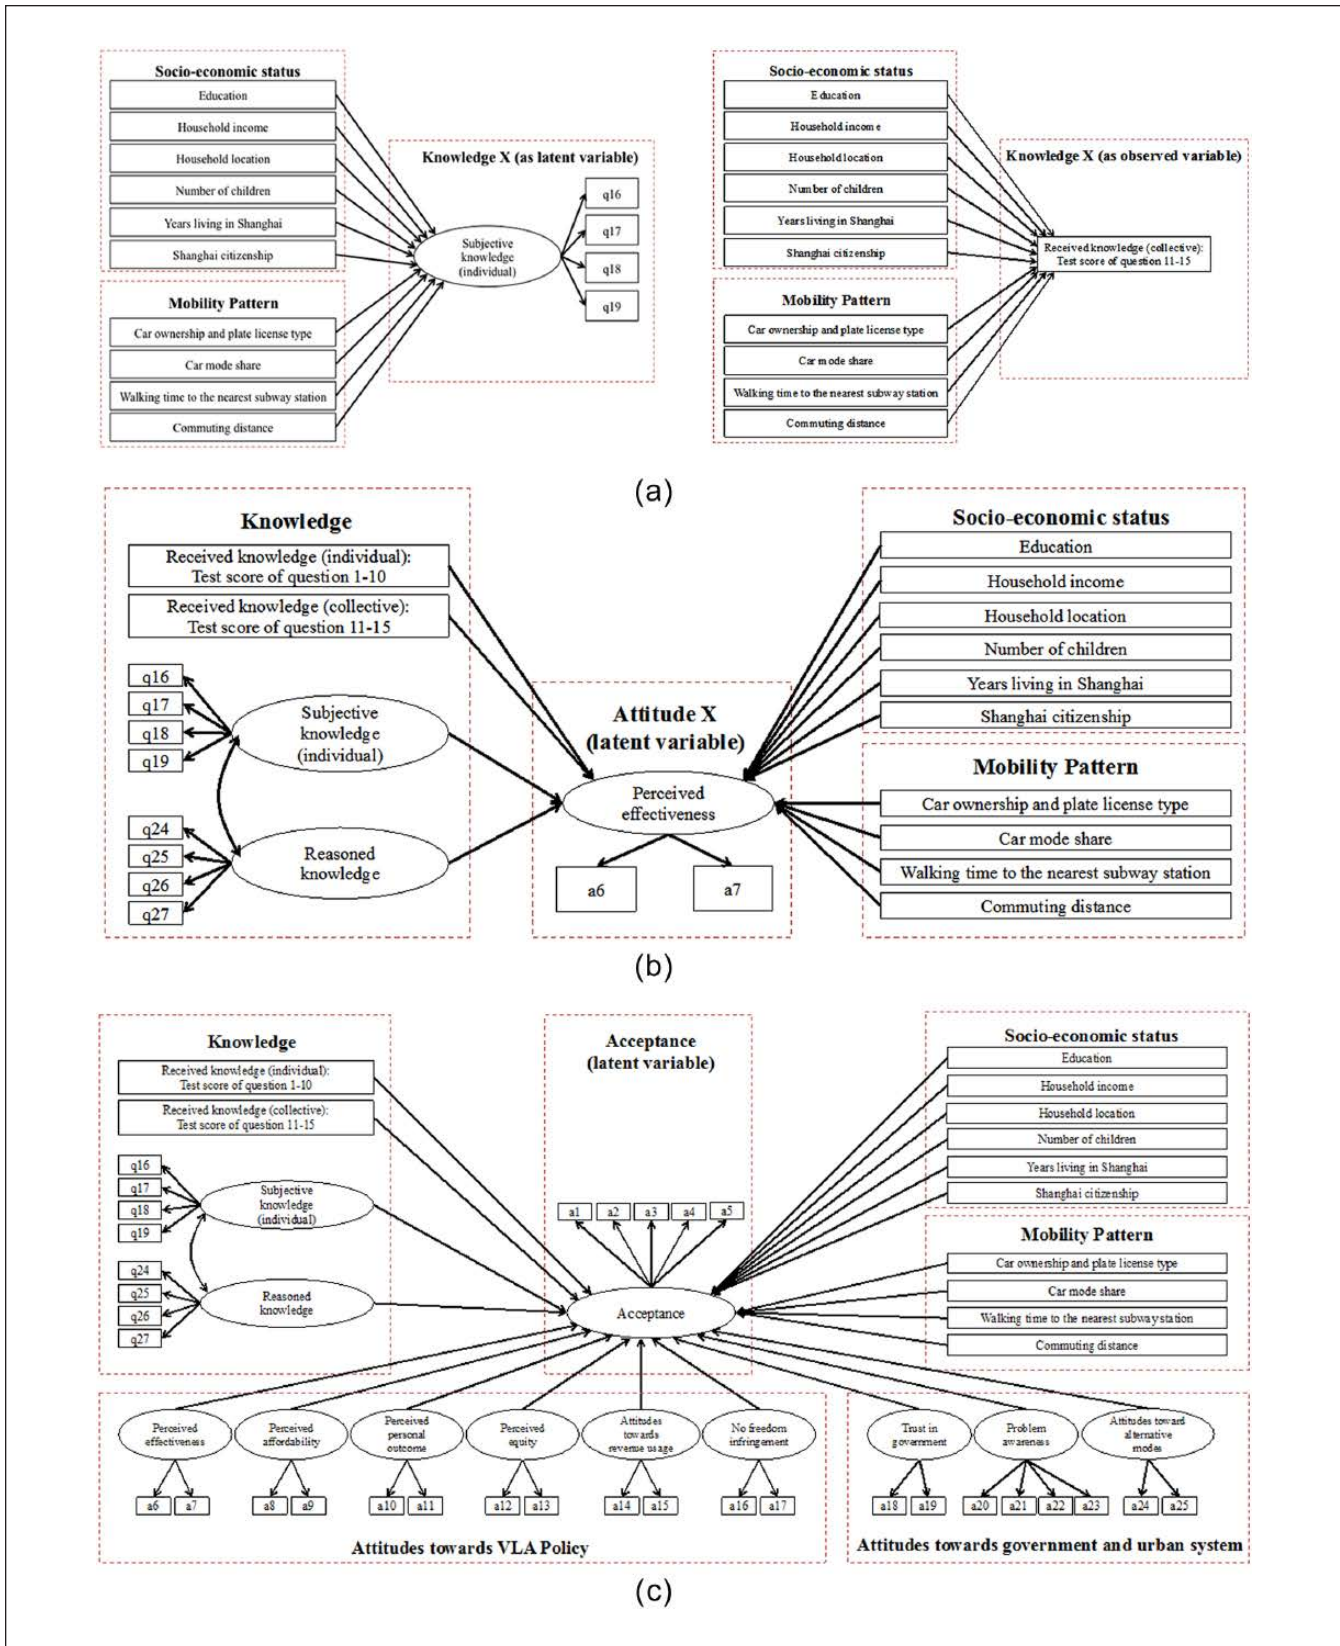 Socio-economic status
Education
Household income
Household location
Number of children
Years living in Shanghai
Shanghai citizenship
Mobility Pattern
Car ownership and plate license type
Car mode share
Walking time to the nearest subway station
Commuting distance
Knowledge X (as latent variable)
Subjective
knowledge
(individual)
q16
q17
q18
q19
Socio-economic status
Education
Household income
Household location
Number of children
Years living in Shanghai
Shanghai citizenship
Mobility Pattern
Car ownership and plate license type
Car mode share
Walking time to the nearest subway station
Commuting distance
Knowledge X (as observed variable)
Received knowledge (collective):
Test score of question 11-15
(a)
Knowledge
Received knowledge (individual):
Test score of question 1-10
Received knowledge (collective):
Test score of question 11-15
q16
q17
q18
q19
Subjective
knowledge
(individual)
q24
q25
q26
q27
Reasoned
knowledge
Attitude X
(latent variable)
Perceived
effectiveness
a6
a7
Socio-economic status
Education
Household income
Household location
Number of children
Years living in Shanghai
Shanghai citizenship
Mobility Pattern
Car ownership and plate license type
Car mode share
Walking time to the nearest subway station
Commuting distance
(b)
Knowledge
Received knowledge (individual):
Test score of question 1-10
Received knowledge (collective):
Test score of question 11-15
q16
q17
q18
q19
Subjective
knowledge
(individual)
q24
q25
q26
q27
Reasoned
knowledge
Acceptance
(latent variable)
a1
a2
a3
a4
a5
Acceptance
Socio-economic status
Education
Household income
Household location
Number of children
Years living in Shanghai
Shanghai citizenship
Mobility Pattern
Car ownership and plate license type
Car mode share
Walking time to the nearest subway station
Commuting distance
Perceived
effectiveness
a6
a7
Perceived
affordability
a8
a9
Perceived
personal
outcome
a10
a11
Perceived
equity
a12
a13
Attitudes
towards
revenue usage
a14
a15
No freedom
infringement
a16
a17
Attitudes towards VLA Policy
Trust in
government
a18
a19
Problem
awareness
a20
a21
a22
a23
Attitudes toward
alternative
modes
a24
a25
Attitudes towards government and urban system
(c)